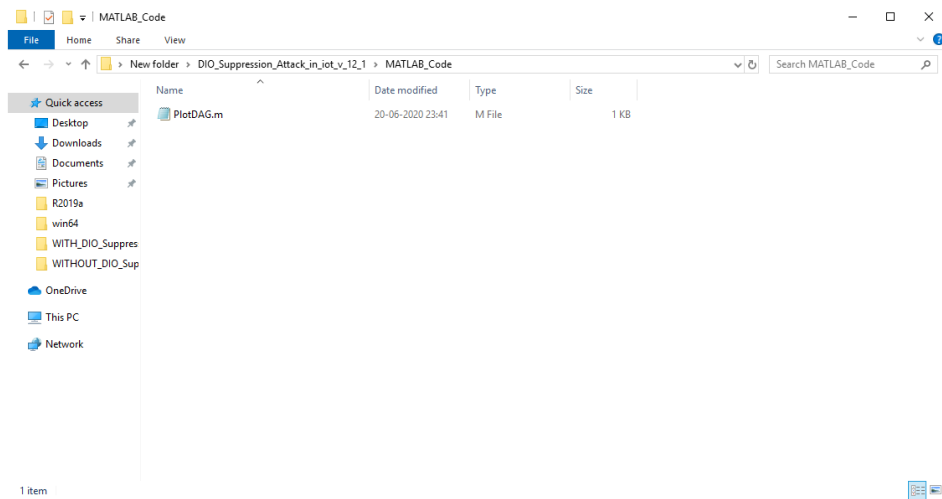 MATLAB_Code
File Home Share View
New folder > DIO_Suppression_Attack_in_iot_v_12_1 > MATLAB_Code
Search MATLAB_Code
Name Date modified Type Size
PlotDAG.m 20-06-2020 23:41 M File 1 KB
Quick access
Desktop
Downloads
Documents
Pictures
R2019a
win64
WITH_DIO_Suppres
WITHOUT_DIO_Sup
OneDrive
This PC
Network
1 item